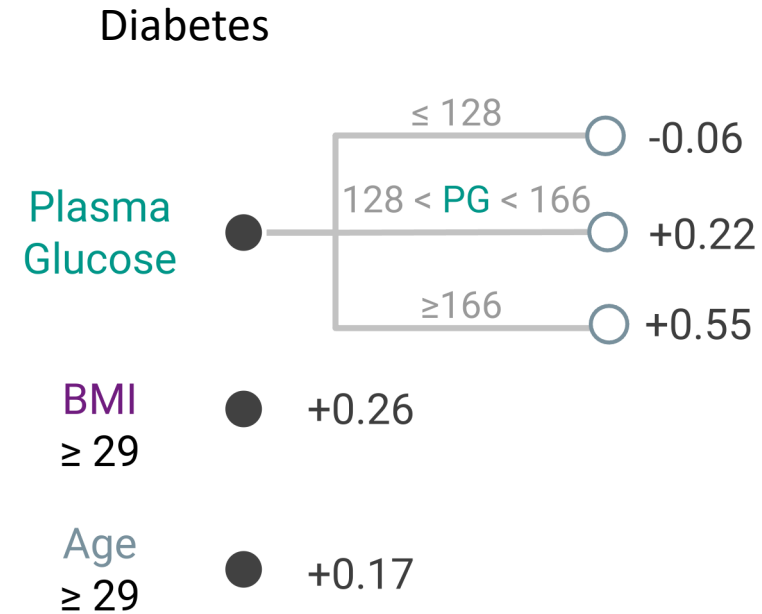 Diabetes
≤ 128
-0.06
Plasma
Glucose
128 < PG < 166
+0.22
≥166
+0.55
BMI
≥ 29
+0.26
Age
≥ 29
+0.17